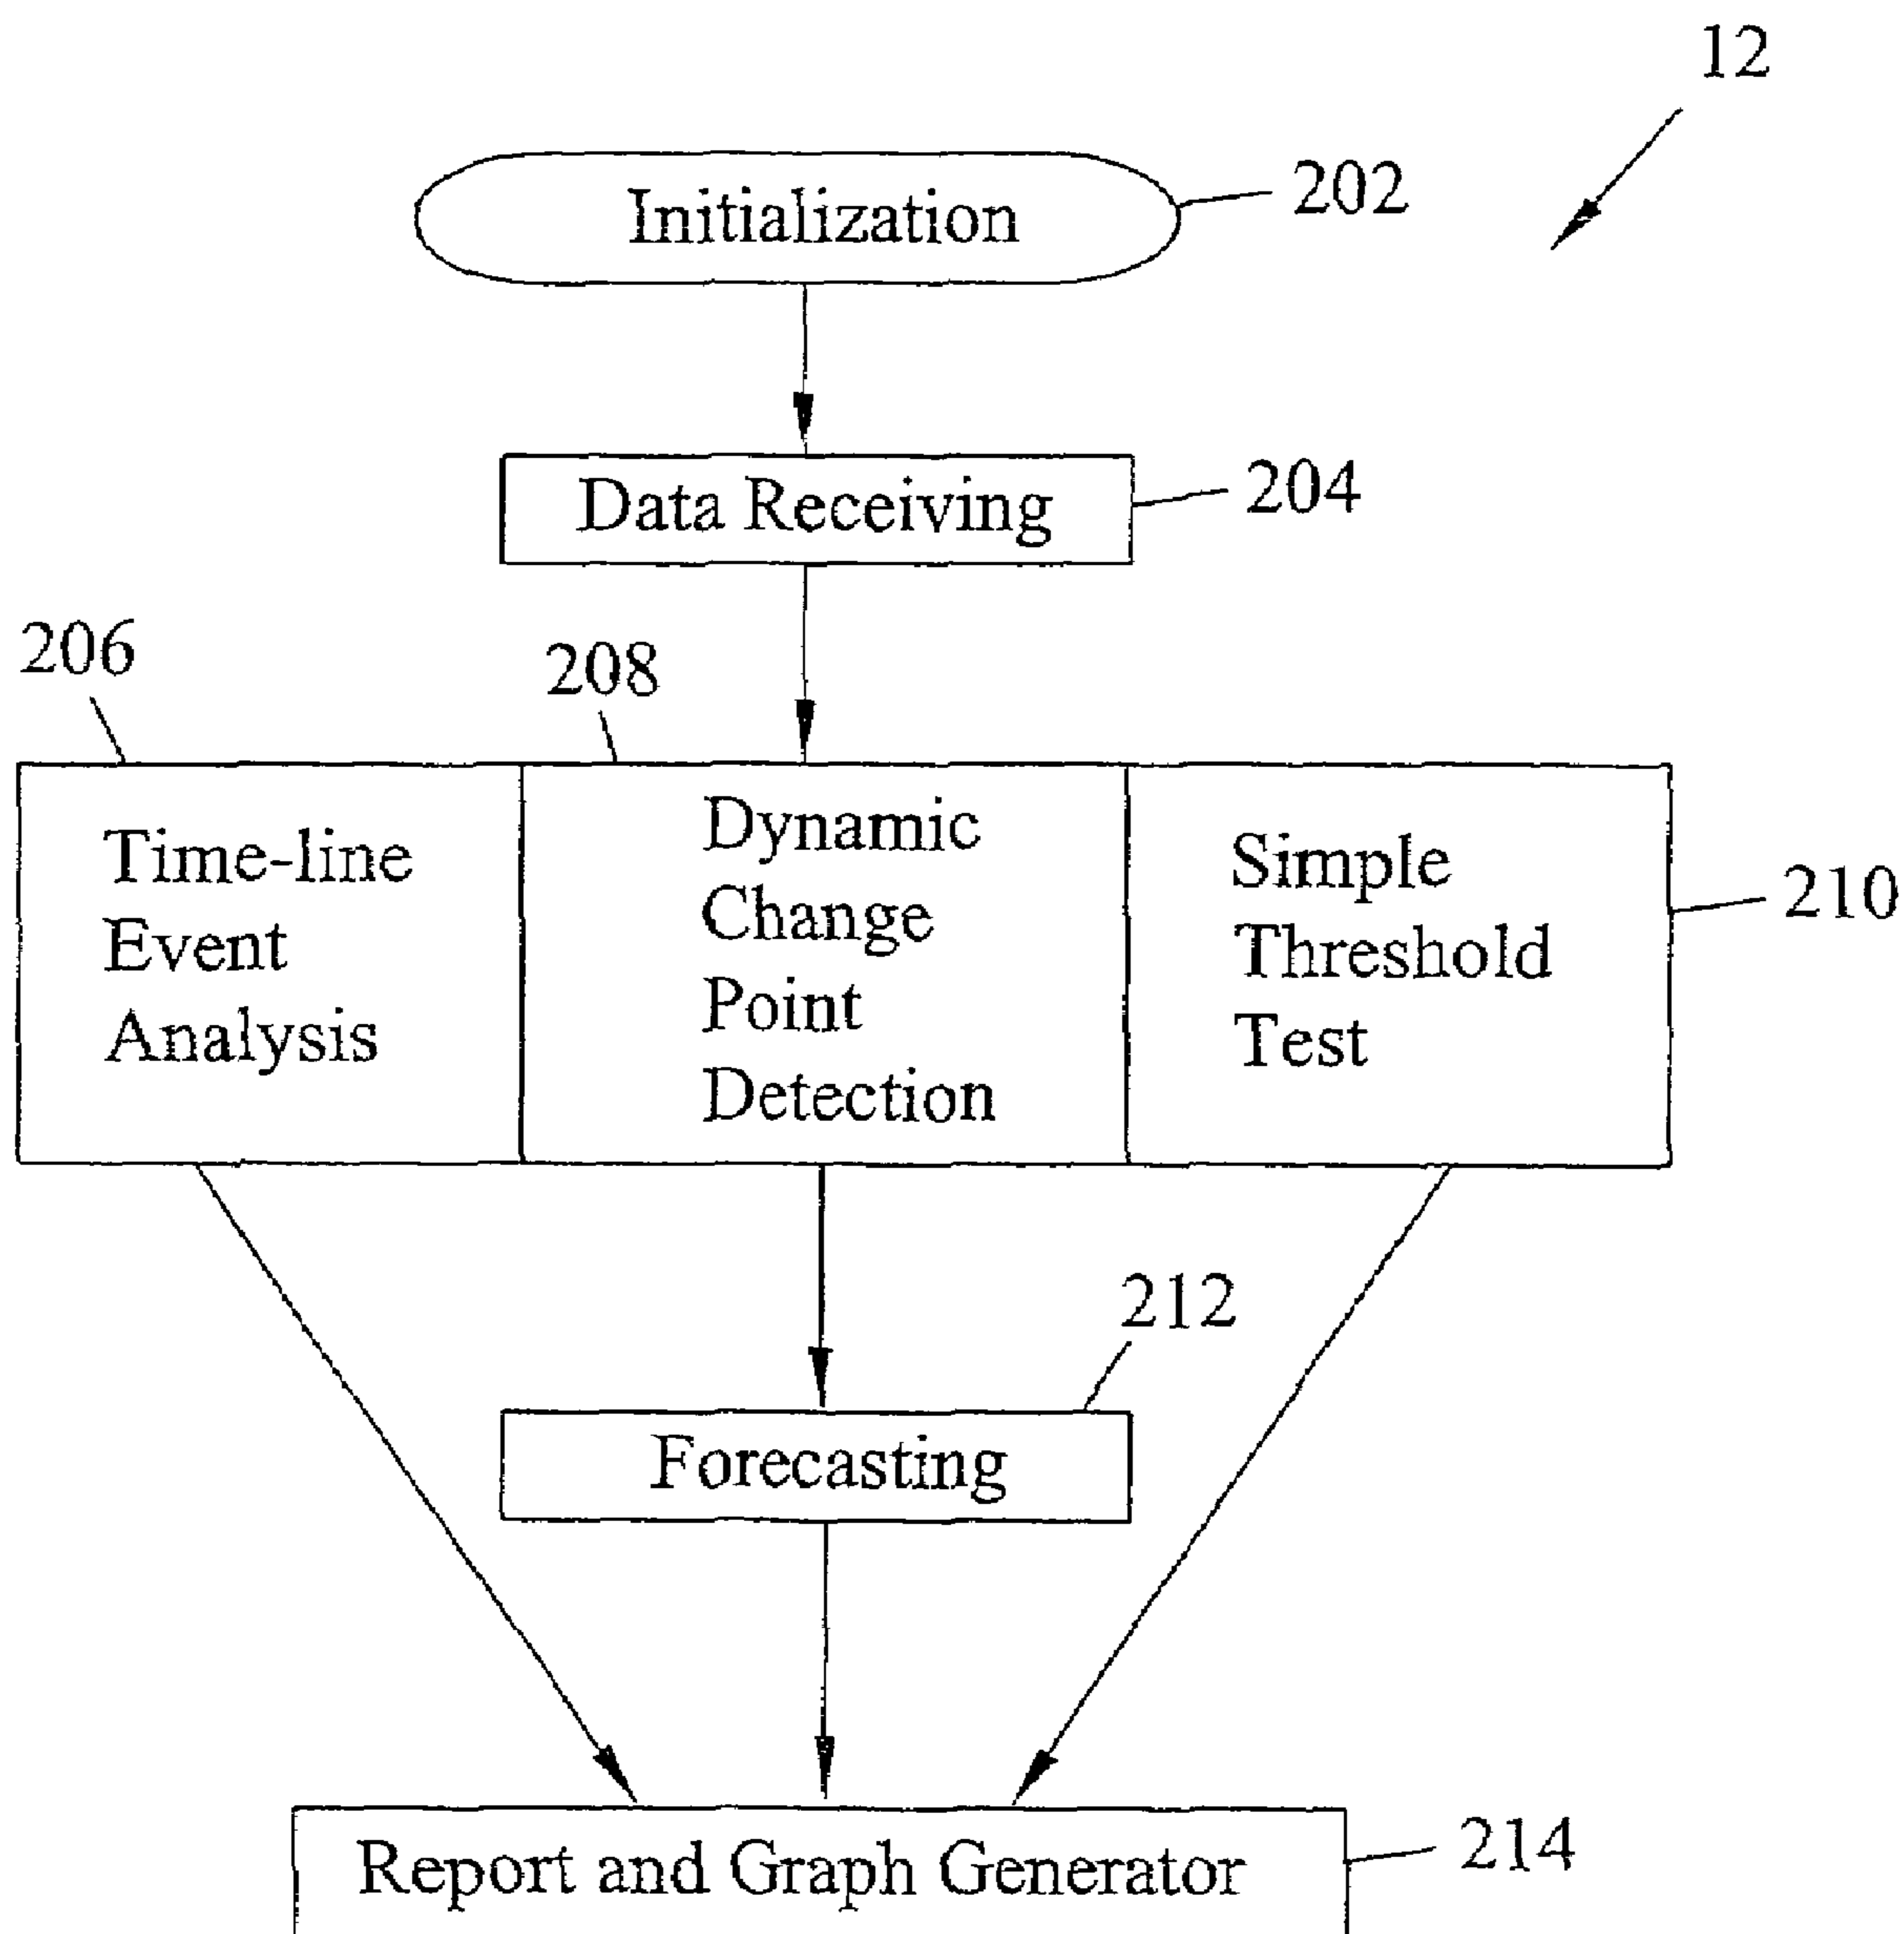 12
Initialization
202
Data Receiving
204
206
208
Time-line
Event
Analysis
Dynamic
Change
Point
Detection
Simple
Threshold
Test
210
212
Forecasting
Report and Graph Generator
214